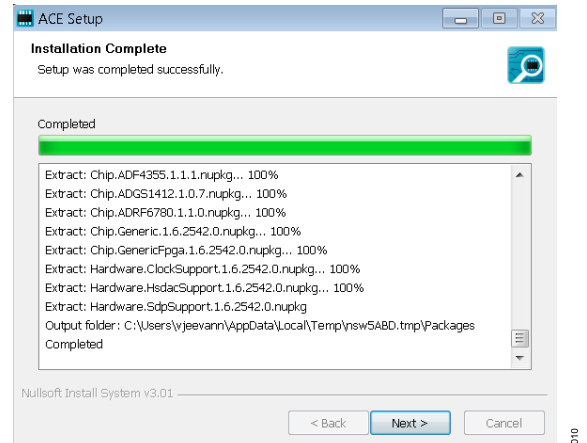 ACE Setup
Installation Complete
Setup was completed successfully.
Completed
Extract: Chip.ADF4355.1.1.1.nupkg... 100%
Extract: Chip.ADGS1412.1.0.7.nupkg... 100%
Extract: Chip.ADRF6780.1.1.0.nupkg... 100%
Extract: Chip.Generic.1.6.2542.0.nupkg... 100%
Extract: Chip.GenericFpga.1.6.2542.0.nupkg... 100%
Extract: Hardware.ClockSupport.1.6.2542.0.nupkg... 100%
Extract: Hardware.HsdacSupport.1.6.2542.0.nupkg... 100%
Extract: Hardware.SdpSupport.1.6.2542.0.nupkg
Output folder: C:\Users\vjeevann\AppData\Local\Temp\nsw5ABD.tmp\Packages
Completed
Nullsoft Install System v3.01
< Back
Next >
Cancel
010